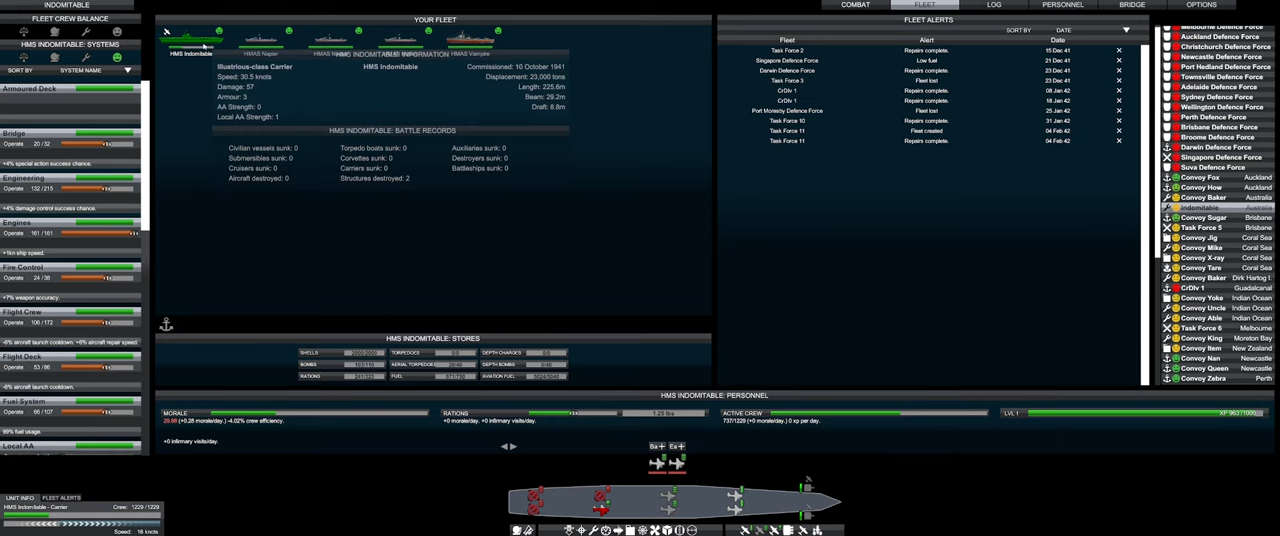 INDOMITABLE
COMBAT FLEET LOG PERSONNEL BRIDGE OPTIONS
FLEET CREW BALANCE
HMS INDOMITABLE: SYSTEMS
SORT BY SYSTEM NAME
Armoured Deck
Bridge
Operate 20 / 32
+4% special action success chance.
Engineering
Operate 132 / 215
+4% damage control success chance.
Engines
Operate 161 / 161
+1kn ship speed.
Fire Control
Operate 24 / 36
+7% weapon accuracy.
Flight Crew
Operate 106 / 172
-6% aircraft launch cooldown. +6% aircraft repair speed.
Flight Deck
Operate 53 / 86
-6% aircraft launch cooldown.
Fuel System
Operate 66 / 107
99% fuel usage.
Local AA
UNIT INFO FLEET ALERTS
HMS Indomitable - Carrier Crew: 1229 / 1229
Speed: 16 knots
YOUR FLEET
HMS Indomitable HMAS Napier HMAS Vampire
HMS INDOMITABLE: INFORMATION
Illustrious-class Carrier HMS Indomitable Commissioned: 10 October 1941
Speed: 30.5 knots Displacement: 23,000 tons
Damage: 57 Length: 225.6m
Armour: 3 Beam: 29.2m
AA Strength: 0 Draft: 8.8m
Local AA Strength: 1
HMS INDOMITABLE: BATTLE RECORDS
Civilian vessels sunk: 0 Torpedo boats sunk: 0 Auxiliaries sunk: 0
Submersibles sunk: 0 Corvettes sunk: 0 Destroyers sunk: 0
Cruisers sunk: 0 Carriers sunk: 0 Battleships sunk: 0
Aircraft destroyed: 0 Structures destroyed: 2
HMS INDOMITABLE: STORES
SHELLS 2000/2000 TORPEDOES 0/0 DEPTH CHARGES 0/0
BOMBS AERIAL TORPEDOES DEPTH BOMBS
RATIONS FUEL AVIATION FUEL
HMS INDOMITABLE: PERSONNEL
MORALE RATIONS 1.25 lbs ACTIVE CREW LVL 1 XP 963 /1000
29.86 (+0.28 morale/day.) -4.02% crew efficiency. +0 morale/day. +0 infirmary visits/day. 737/1229 (+0 morale/day.) 0 xp per day.
+0 infirmary visits/day.
Ba Ea
FLEET ALERTS
SORT BY DATE
Fleet Alert Date
Task Force 2 Repairs complete. 15 Dec 41
Singapore Defence Force Low fuel 21 Dec 41
Darwin Defence Force Repairs complete. 23 Dec 41
Task Force 3 Fleet lost
CrDiv 1 Repairs complete. 08 Jan 42
CrDiv 1 Repairs complete. 18 Jan 42
Port Moresby Defence Force Fleet lost 25 Jan 42
Task Force 10 Repairs complete. 31 Jan 42
Task Force 11 Fleet created 04 Feb 42
Task Force 11 Repairs complete. 04 Feb 42
Melbourne Defence Force
Auckland Defence Force
Christchurch Defence Force
Newcastle Defence Force
Port Hedland Defence Force
Townsville Defence Force
Adelaide Defence Force
Sydney Defence Force
Wellington Defence Force
Perth Defence Force
Brisbane Defence Force
Broome Defence Force
Darwin Defence Force
Singapore Defence Force
Suva Defence Force
Convoy Fox Auckland
Convoy How Auckland
Convoy Baker Australia
Indomitable Australia
Convoy Sugar Brisbane
Task Force 5 Brisbane
Convoy Jig Coral Sea
Convoy Mike Coral Sea
Convoy X-ray Coral Sea
Convoy Tare Coral Sea
Convoy Baker Dirk Hartog I.
CrDiv 1 Guadalcanal
Convoy Yoke Indian Ocean
Convoy Uncle Indian Ocean
Convoy Able Indian Ocean
Task Force 6 Melbourne
Convoy King Moreton Bay
Convoy Item New Zealand
Convoy Nan Newcastle
Convoy Queen Newcastle
Convoy Zebra Perth